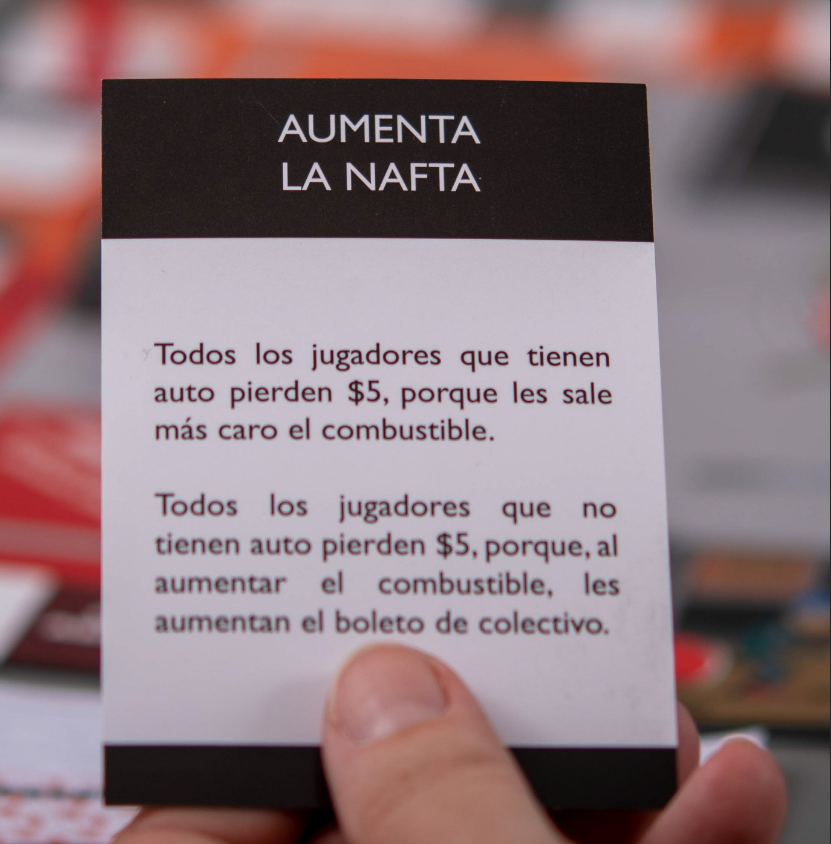 AUMENTA
LA NAFTA
Todos los jugadores que tienen
auto pierden $5, porque les sale
más caro el combustible.
Todos los jugadores que no
tienen auto pierden $5, porque, al
aumentar el combustible, les
aumentan el boleto de colectivo.